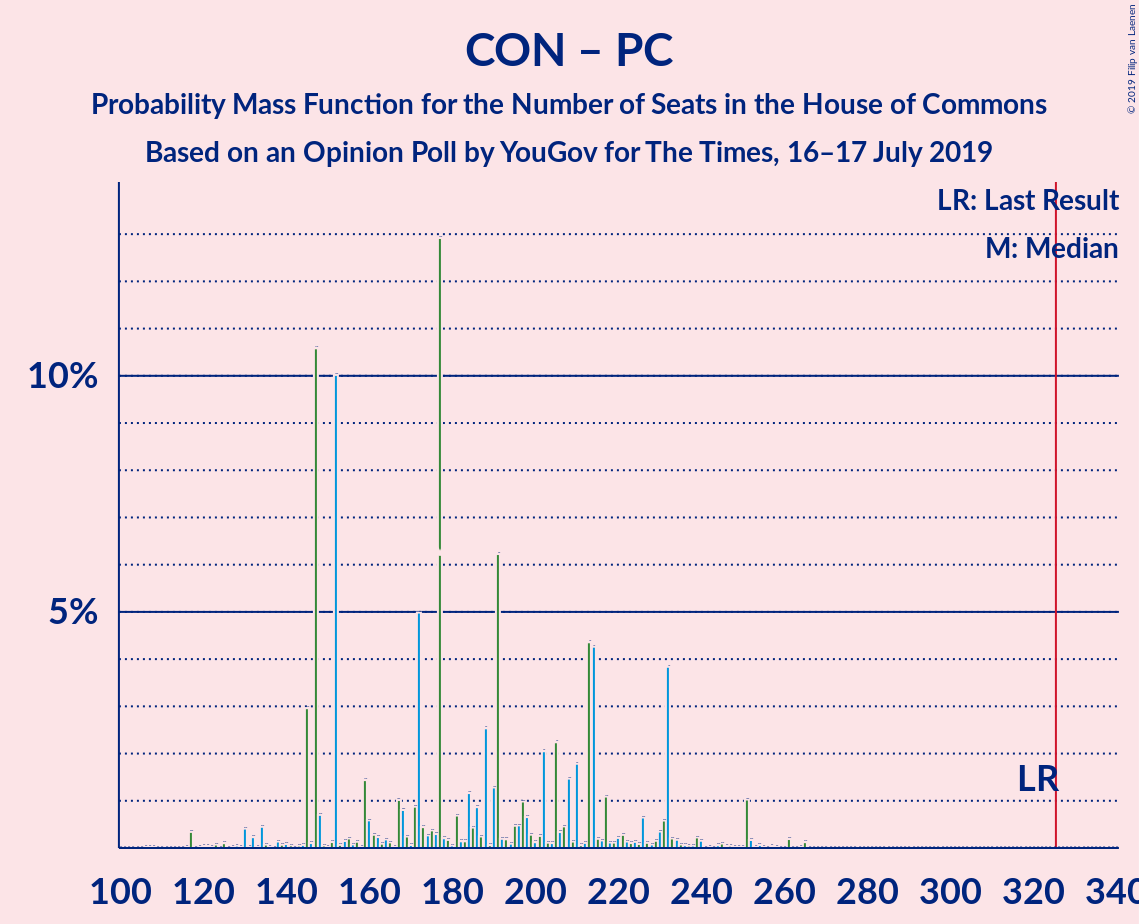 CON – PC
Probability Mass Function for the Number of Seats in the House of Commons
Based on an Opinion Poll by YouGov for The Times, 16–17 July 2019
© 2019 Filip van Laenen
LR: Last Result
M: Median
10%
5%
LR
100 120 140 160 180 200 220 240 260 280 300 320 340